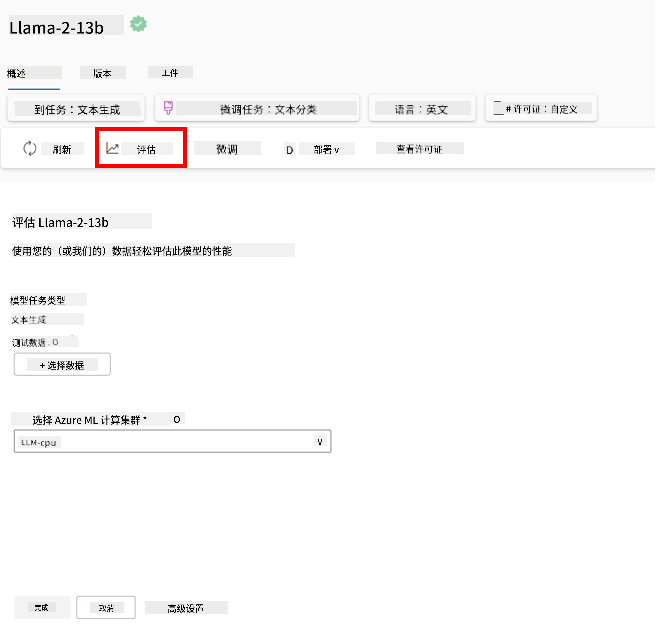 Llama-2-13b
概述 版本 工件
到任务：文本生成 微调任务：文本分类 语言：英文 # 许可证：自定义
刷新 评估 微调 D 部署 v 查看许可证
评估 Llama-2-13b
使用您的（或我们的）数据轻松评估此模型的性能
模型任务类型
文本生成
测试数据 . O
+ 选择数据
选择 Azure ML 计算集群 * O
LLM-cpu v
完成 取消 高级设置